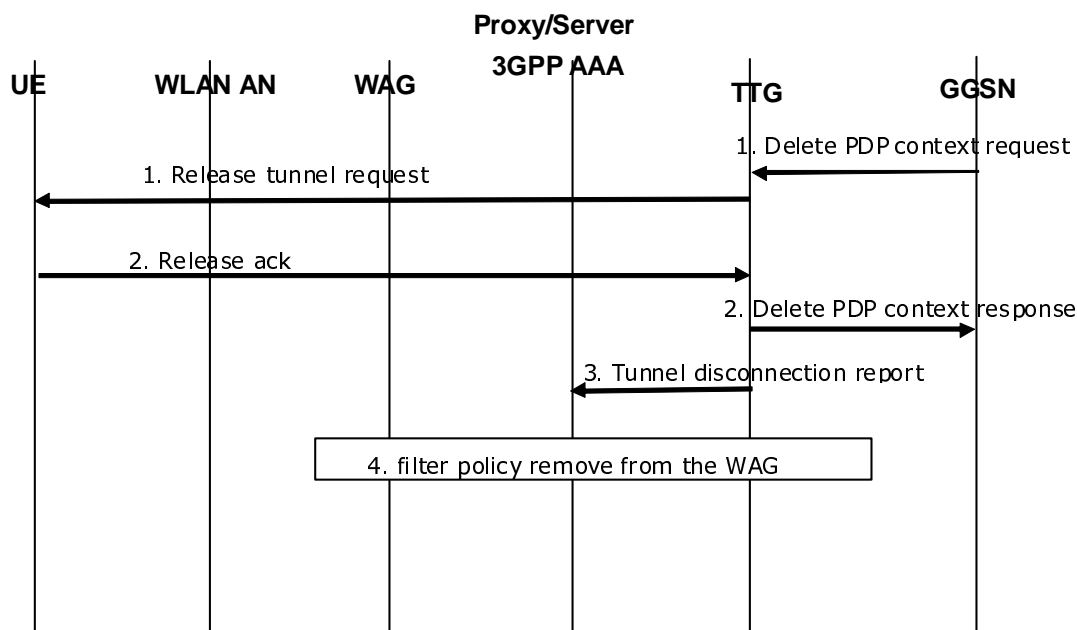 Proxy/Server
3GPP AAA
UE
WLAN AN
WAG
TTG
GGSN
1. Delete PDP context request
1. Release tunnel request
2. Release ack
2. Delete PDP context response
3. Tunnel disconnection report
4. filter policy remove from the WAG